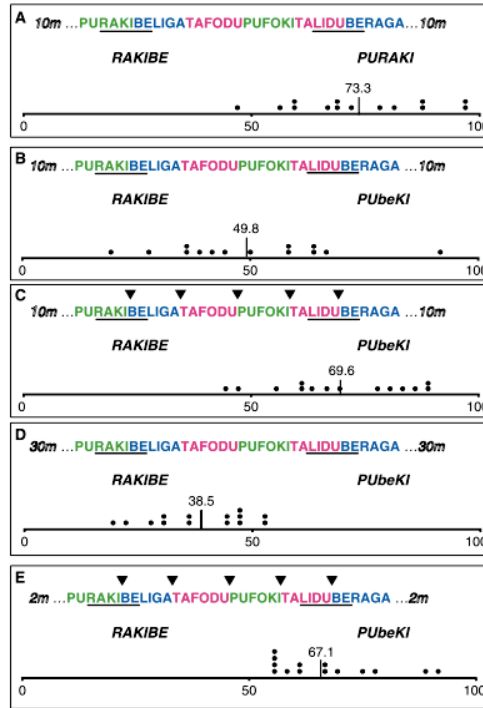 A
10m ...PURAKIBELIGATAFODUPUFOKITALIDUBERAGA ...10m
RAKIBE PURAKI
73.3
0 50 100
B
10m ...PURAKIBELIGATAFODUPUFOKITALIDUBERAGA ...10m
RAKIBE PUbeKI
49.8
0 50 100
C
10m ...PURAKIBELIGATAFODUPUFOKITALIDUBERAGA ...10m
RAKIBE PUbeKI
69.6
0 50 100
D
30m ...PURAKIBELIGATAFODUPUFOKITALIDUBERAGA ...30m
RAKIBE PUbeKI
38.5
0 50 100
E
2m ...PURAKIBELIGATAFODUPUFOKITALIDUBERAGA ...2m
RAKIBE PUbeKI
67.1
0 50 100